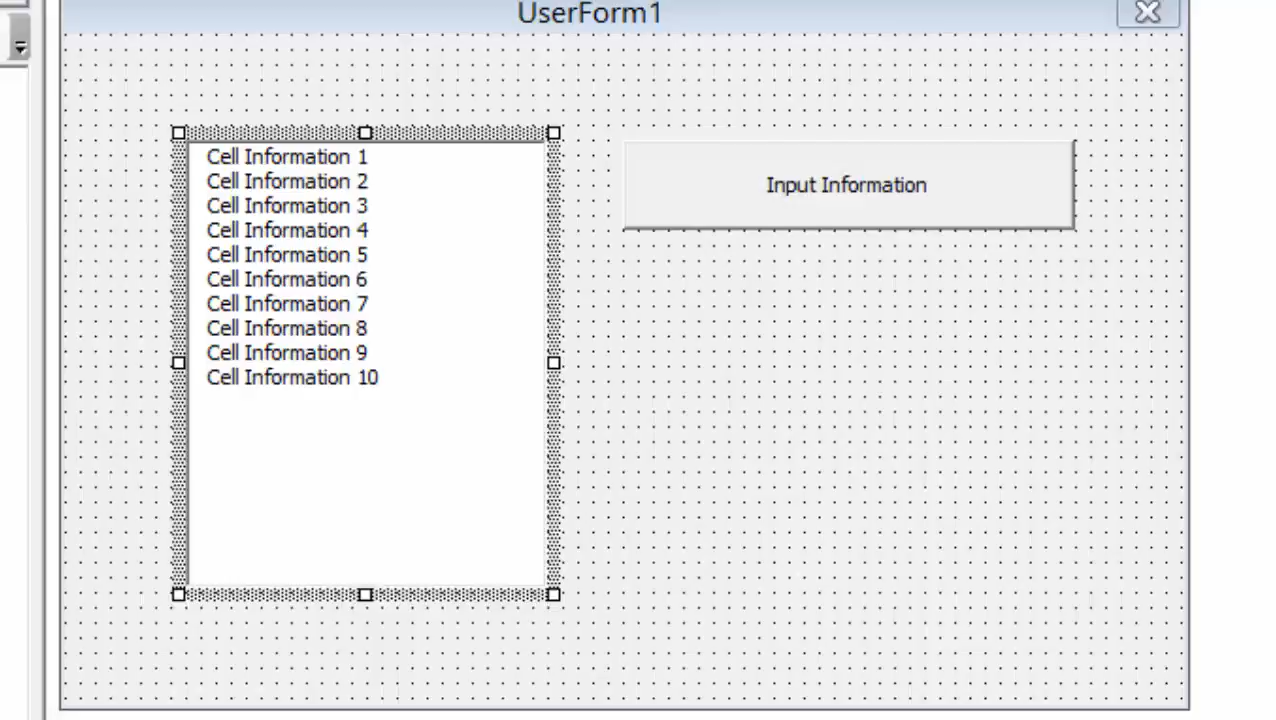 UserForm1
Cell Information 1
Cell Information 2
Cell Information 3
Cell Information 4
Cell Information 5
Cell Information 6
Cell Information 7
Cell Information 8
Cell Information 9
Cell Information 10
Input Information